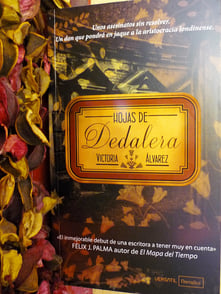 Unos asesinatos sin resolver.
Un don que pondrá en jaque a la aristocracia londinense.
HOJAS DE
Dedalera
VICTORIA ÁLVAREZ
«El inmejorable debut de una escritora a tener muy en cuenta»
FÉLIX J. PALMA autor de El Mapa del Tiempo
VERSÁTIL